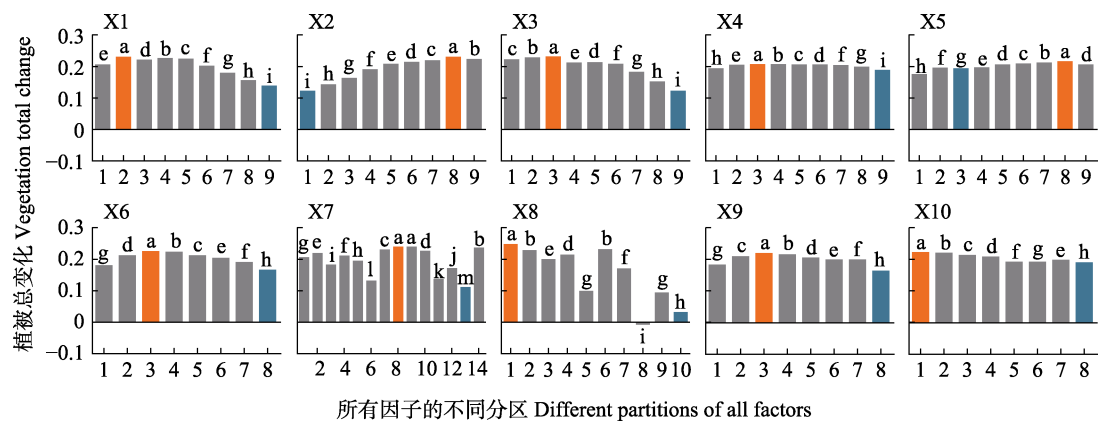 植被总变化 Vegetation total change
X1 X2 X3 X4 X5
0.3
0.2
0.1
0
−0.1
e a d b c f g h i
i h g f e d c a b
c b a d e f g h i
h e a b c d f g i
h f g e d c b a d
1 2 3 4 5 6 7 8 9 1 2 3 4 5 6 7 8 9 1 2 3 4 5 6 7 8 9 1 2 3 4 5 6 7 8 9 1 2 3 4 5 6 7 8 9
X6 X7 X8 X9 X10
0.3
0.2
0.1
0
−0.1
g d a b c e f h
g e i f h l c a a d k j m b
a b e d g b f i g h
g c a b d e f h
a b c d g f e h
1 2 3 4 5 6 7 8 2 4 6 8 10 12 14 1 2 3 4 5 6 7 8 9 10 1 2 3 4 5 6 7 8 1 2 3 4 5 6 7 8
所有因子的不同分区 Different partitions of all factors